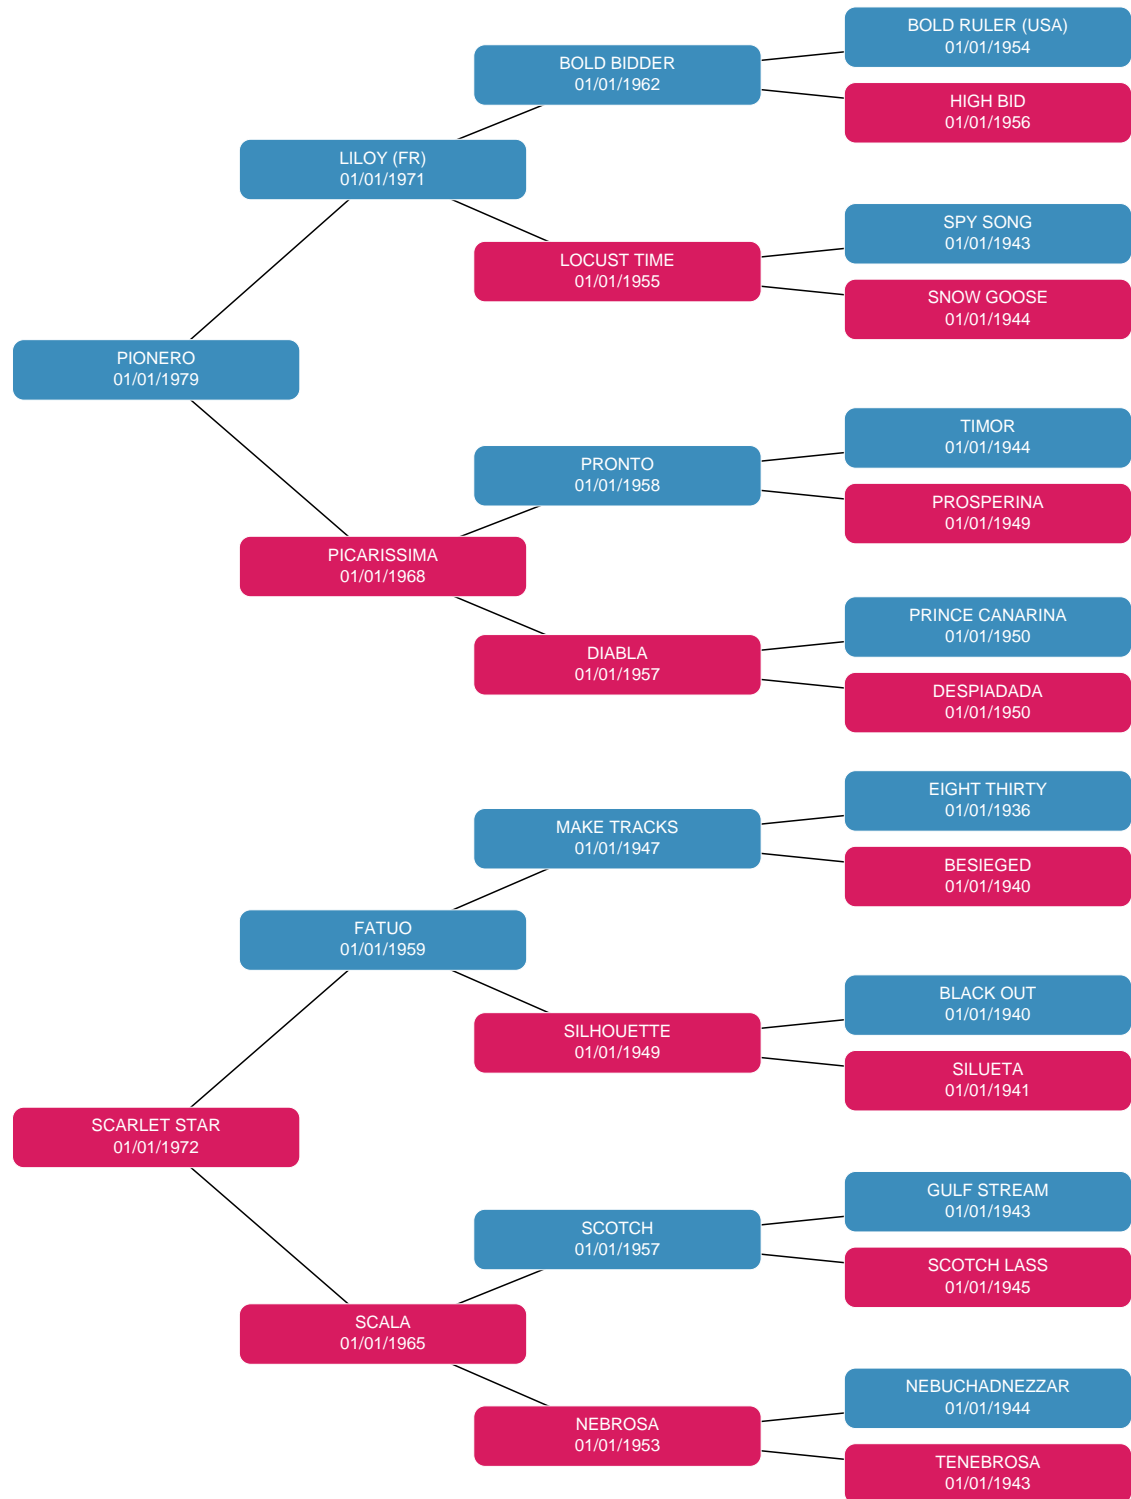 BOLD RULER (USA)
01/01/1954
BOLD BIDDER
01/01/1962
HIGH BID
01/01/1956
LILOY (FR)
01/01/1971
SPY SONG
01/01/1943
LOCUST TIME
01/01/1955
SNOW GOOSE
01/01/1944
PIONERO
01/01/1979
TIMOR
01/01/1944
PRONTO
01/01/1958
PROSPERINA
01/01/1949
PICARISSIMA
01/01/1968
PRINCE CANARINA
01/01/1950
DIABLA
01/01/1957
DESPIADADA
01/01/1950
EIGHT THIRTY
01/01/1936
MAKE TRACKS
01/01/1947
BESIEGED
01/01/1940
FATUO
01/01/1959
BLACK OUT
01/01/1940
SILHOUETTE
01/01/1949
SILUETA
01/01/1941
SCARLET STAR
01/01/1972
GULF STREAM
01/01/1943
SCOTCH
01/01/1957
SCOTCH LASS
01/01/1945
SCALA
01/01/1965
NEBUCHADNEZZAR
01/01/1944
NEBROSA
01/01/1953
TENEBROSA
01/01/1943